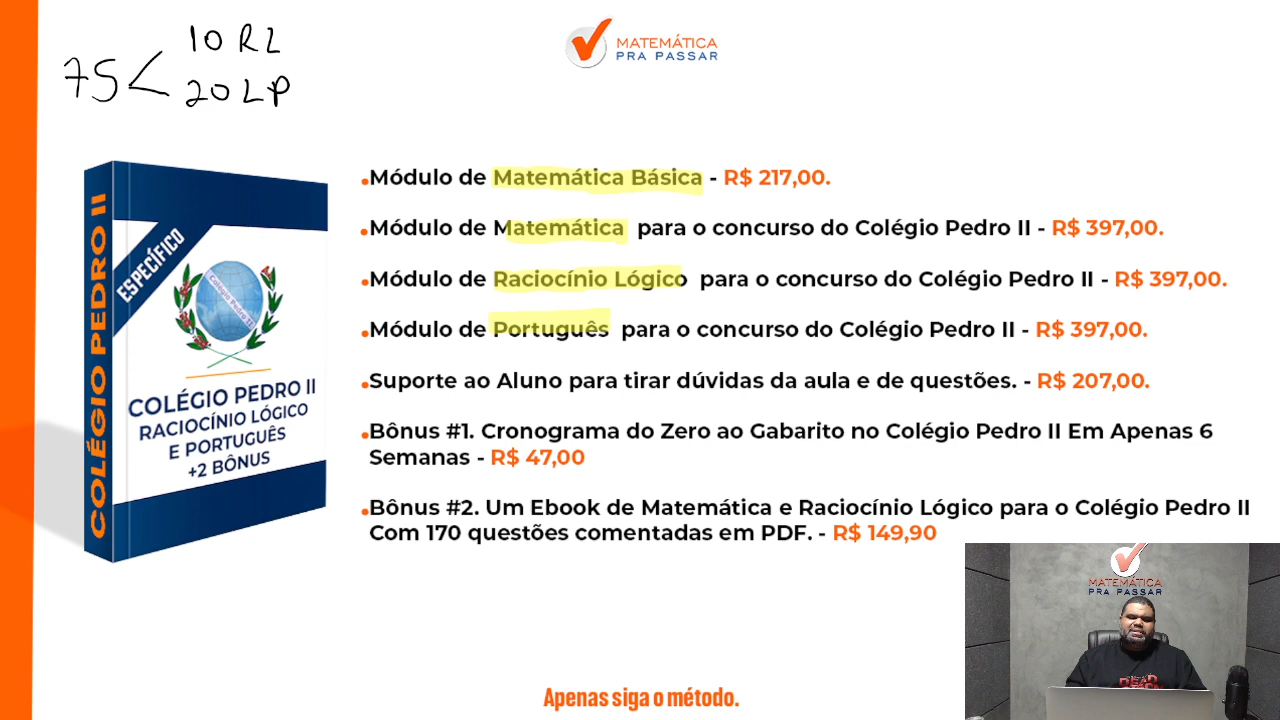 75 < 10 RL
20 LP
MATEMÁTICA
PRA PASSAR
COLÉGIO PEDRO II
ESPECÍFICO
Colégio Pedro II
COLÉGIO PEDRO II
RACIOCÍNIO LÓGICO
E PORTUGUÊS
+2 BÔNUS
•Módulo de Matemática Básica - R$ 217,00.
•Módulo de Matemática para o concurso do Colégio Pedro II - R$ 397,00.
•Módulo de Raciocínio Lógico para o concurso do Colégio Pedro II - R$ 397,00.
•Módulo de Português para o concurso do Colégio Pedro II - R$ 397,00.
•Suporte ao Aluno para tirar dúvidas da aula e de questões. - R$ 207,00.
•Bônus #1. Cronograma do Zero ao Gabarito no Colégio Pedro II Em Apenas 6
Semanas - R$ 47,00
•Bônus #2. Um Ebook de Matemática e Raciocínio Lógico para o Colégio Pedro II
Com 170 questões comentadas em PDF. - R$ 149,90
MATEMÁTICA
PRA PASSAR
Apenas siga o método.